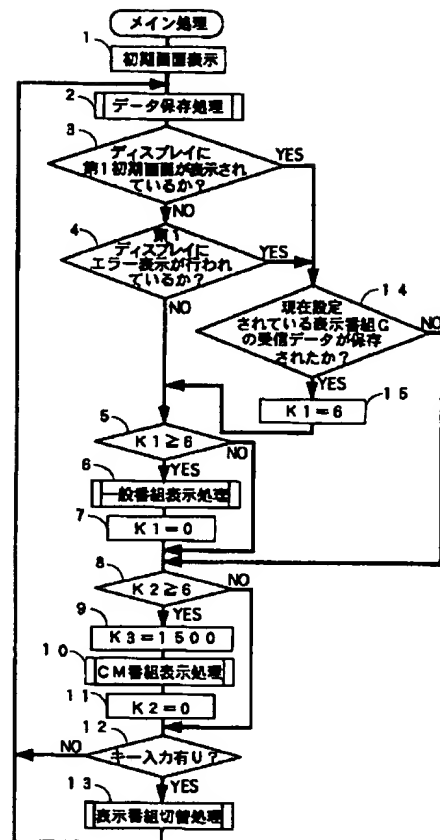 メイン処理
1
初期画面表示
2
データ保存処理
3
ディスプレイに
第1初期画面が表示され
ているか?
YES
NO
4
第1
ディスプレイに
エラー表示が行われ
ているか?
YES
NO
14
現在設定
されている表示番組G
の受信データが保存
されたか?
NO
YES
15
K1=6
5
K1≧6
NO
YES
6
一般番組表示処理
7
K1=0
8
K2≧6
NO
YES
9
K3=1500
10
CM番組表示処理
11
K2=0
12
キー入力有り?
NO
YES
13
表示番組切替処理